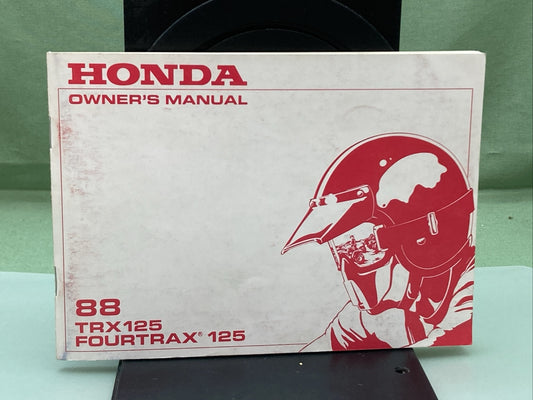 HONDA
OWNER'S MANUAL
88
TRX125
FOURTRAX® 125